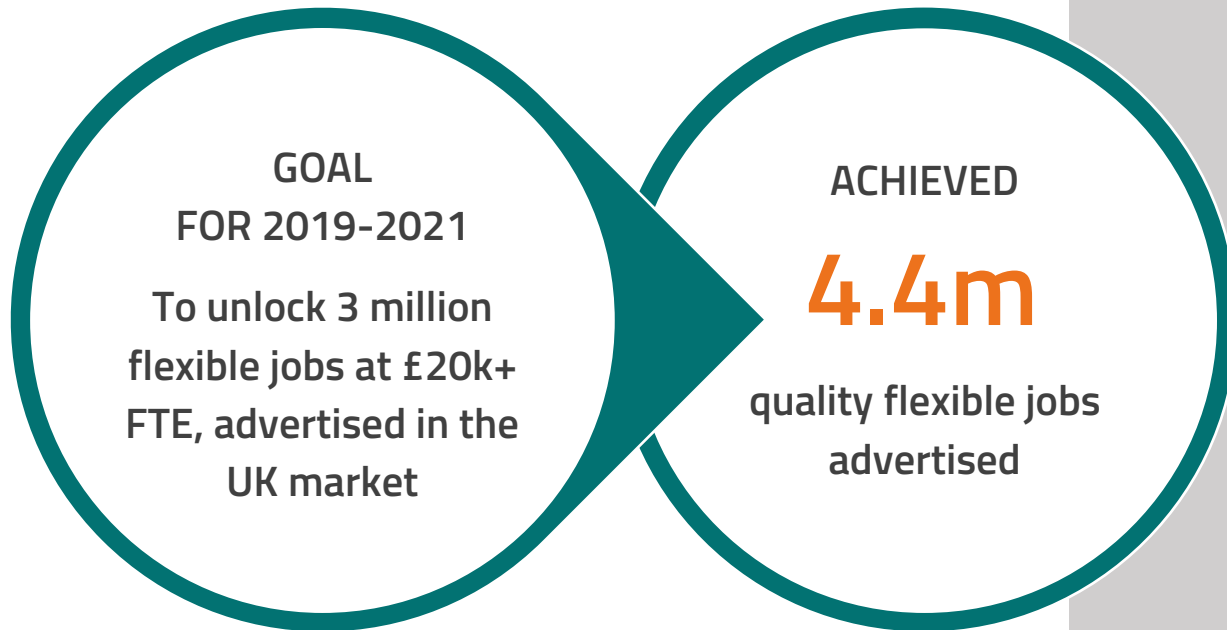 GOAL
FOR 2019-2021
To unlock 3 million
flexible jobs at £20k+
FTE, advertised in the
UK market
ACHIEVED
4.4m
quality flexible jobs
advertised